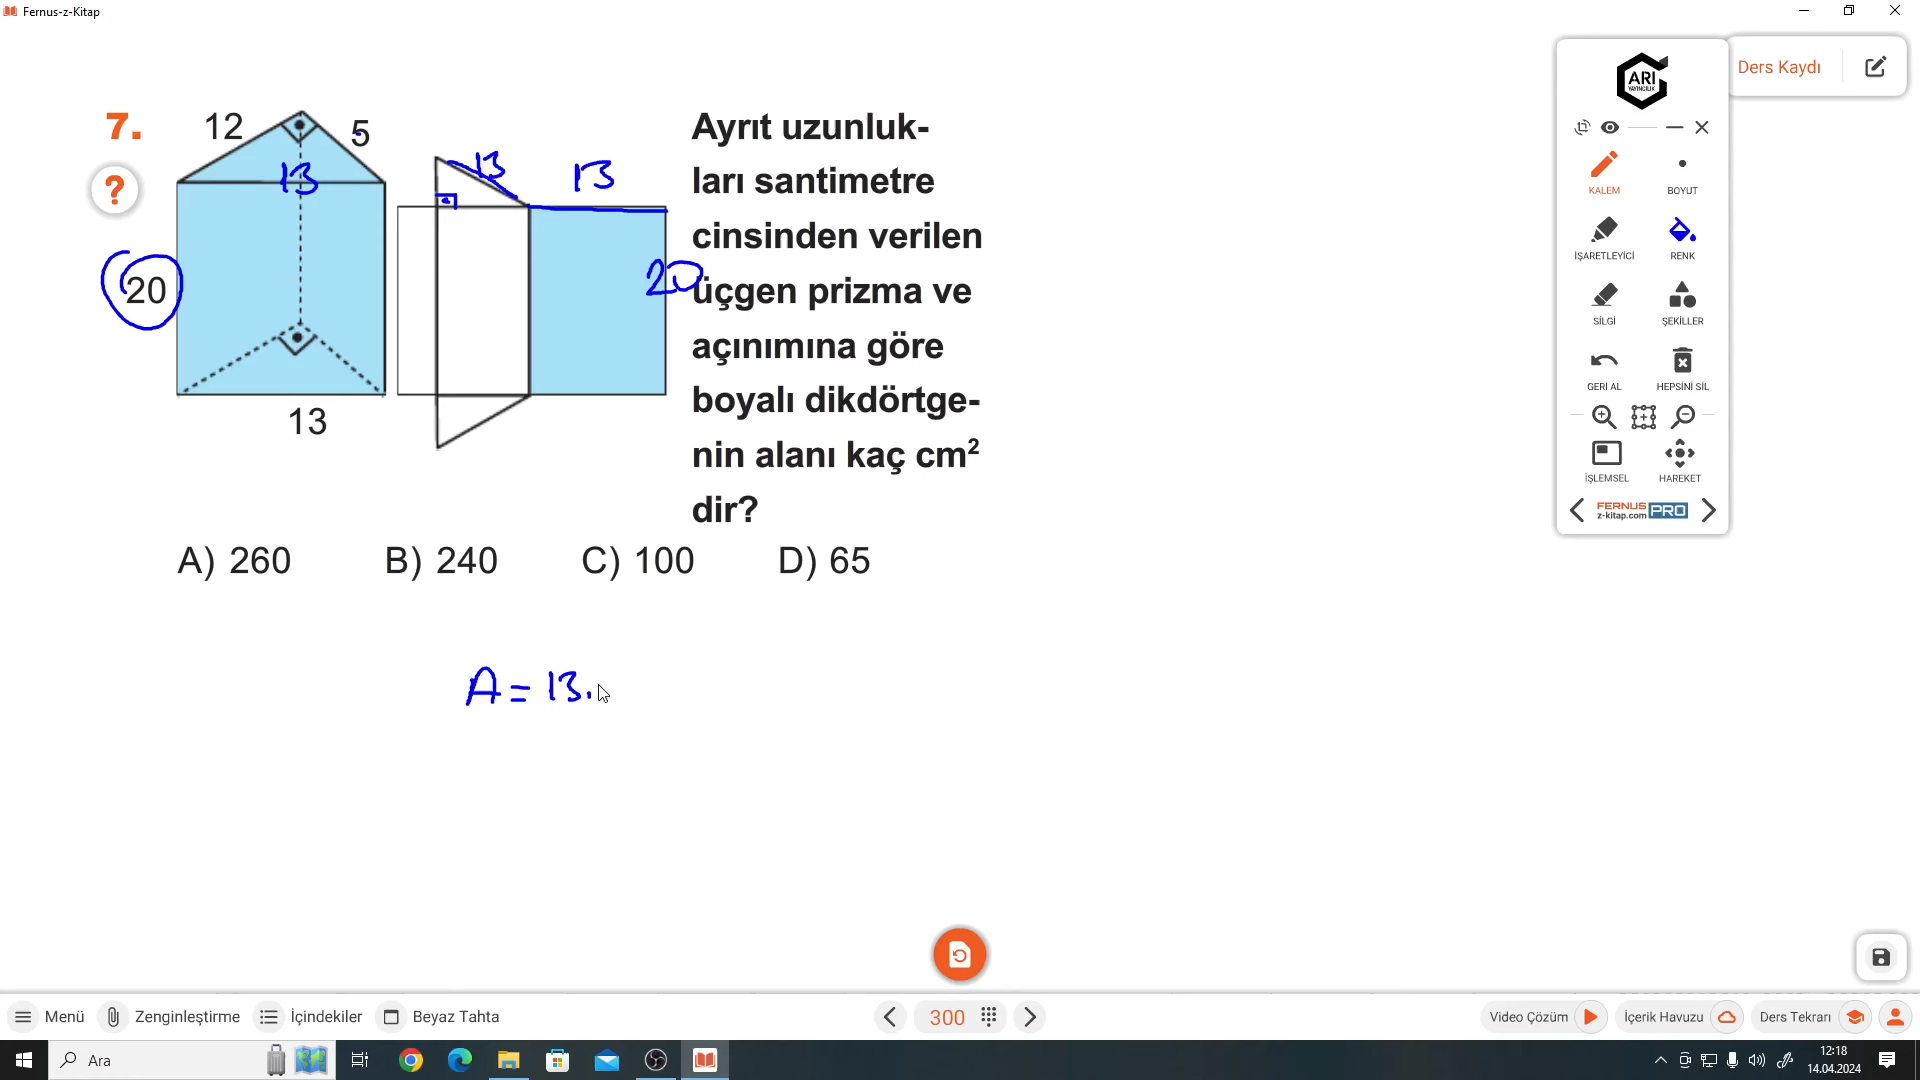 Fernus-z-Kitap
ARI
YAYINCILIK
Ders Kaydı
7.
?
12
5
13
20
13
13
13
20
Ayrıt uzunluk-
ları santimetre
cinsinden verilen
üçgen prizma ve
açınımına göre
boyalı dikdörtge-
nin alanı kaç cm²
dir?
A) 260 B) 240 C) 100 D) 65
A = 13.
KALEM BOYUT
İŞARETLEYİCİ RENK
SİLGİ ŞEKİLLER
GERİ AL HEPSİNİ SİL
İŞLEMSEL HAREKET
FERNUS
z-kitap.com PRO
Menü Zenginleştirme İçindekiler Beyaz Tahta 300 Video Çözüm İçerik Havuzu Ders Tekrarı
Ara
12:18
14.04.2024